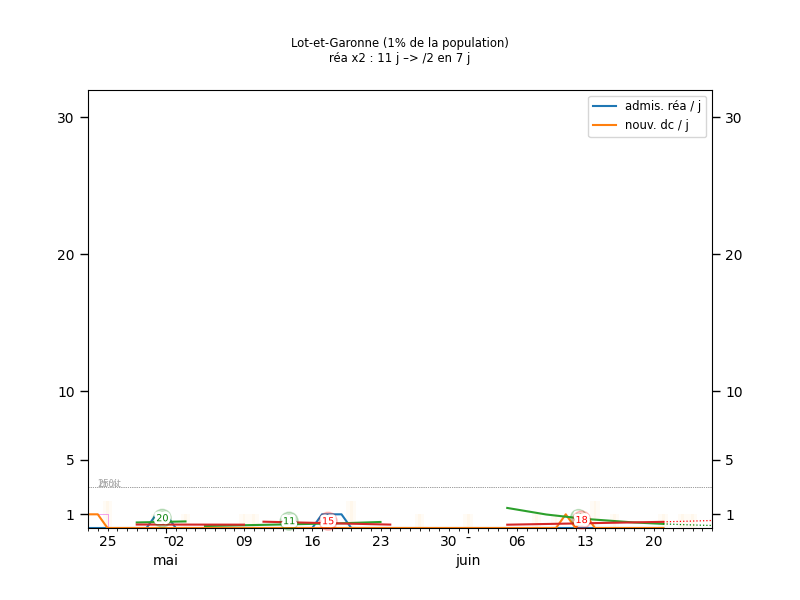 Lot-et-Garonne (1% de la population)
réa x2 : 11 j –> /2 en 7 j
admis. réa / j
nouv. dc / j
30 30
20 20
10 10
5 5
1 1
20 11 15 18
25 02 09 16 23 30 06 13 20
mai juin